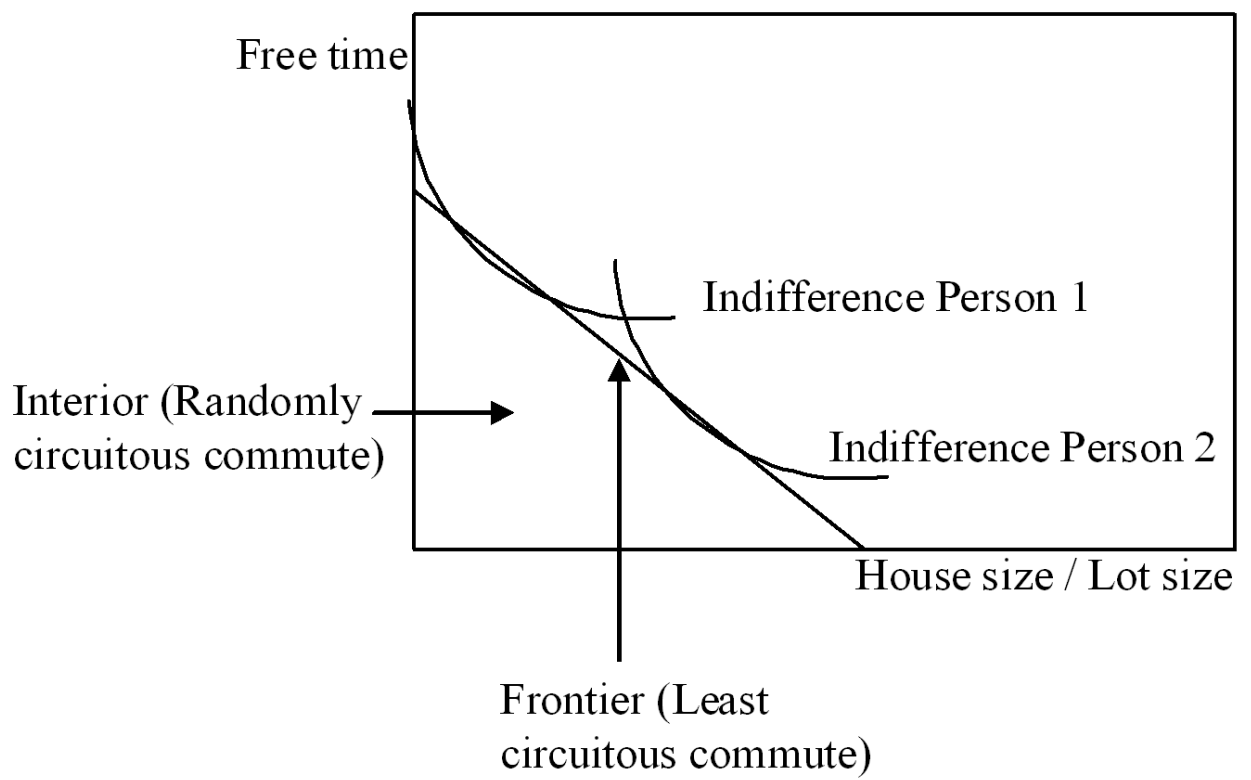 Free time
Indifference Person 1
Interior (Randomly
circuitous commute)
Indifference Person 2
House size / Lot size
Frontier (Least
circuitous commute)